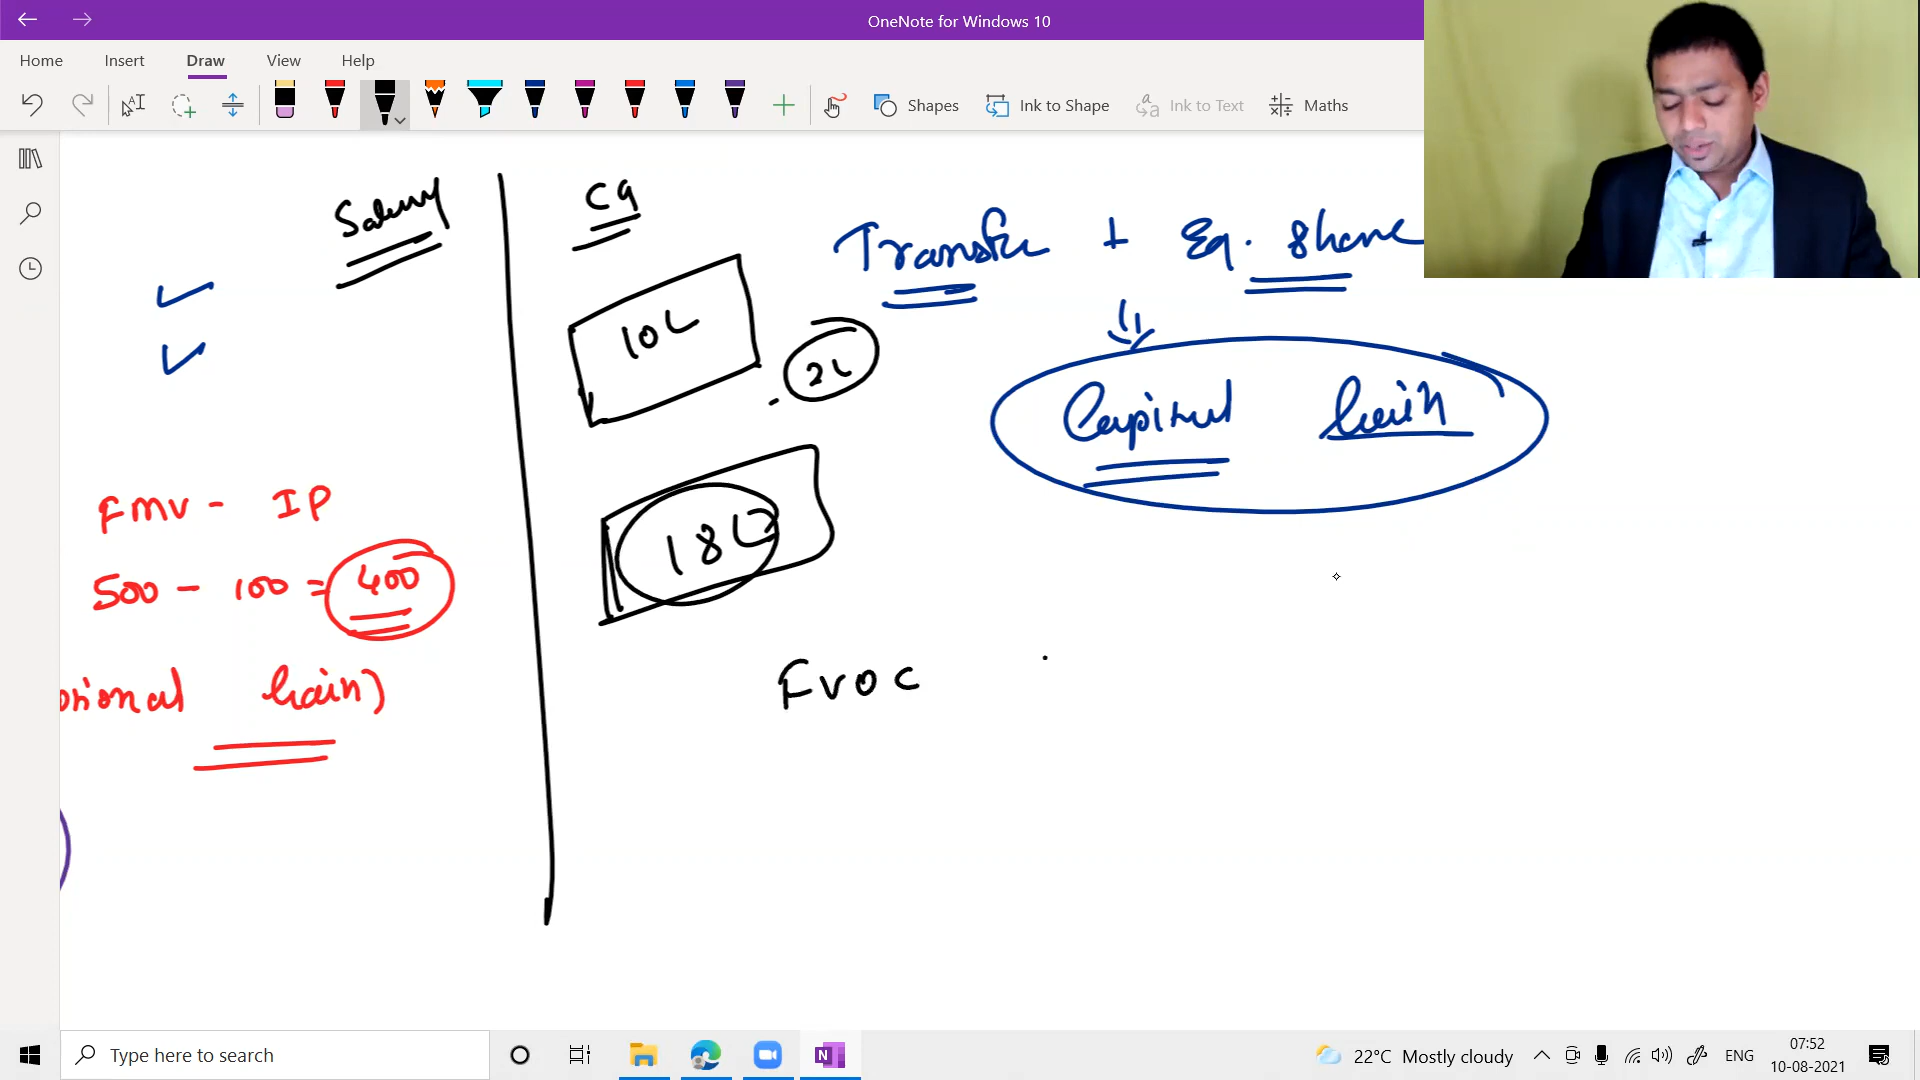 OneNote for Windows 10
Home Insert Draw View Help
Shapes Ink to Shape Ink to Text Maths
Salary
CG
Transfer + Eq. Share
10L
2L
Capital Gain
18L
FMV - IP
500 - 100 = 400
Gain)
FVOC
Type here to search
22°C Mostly cloudy
ENG
07:52
10-08-2021